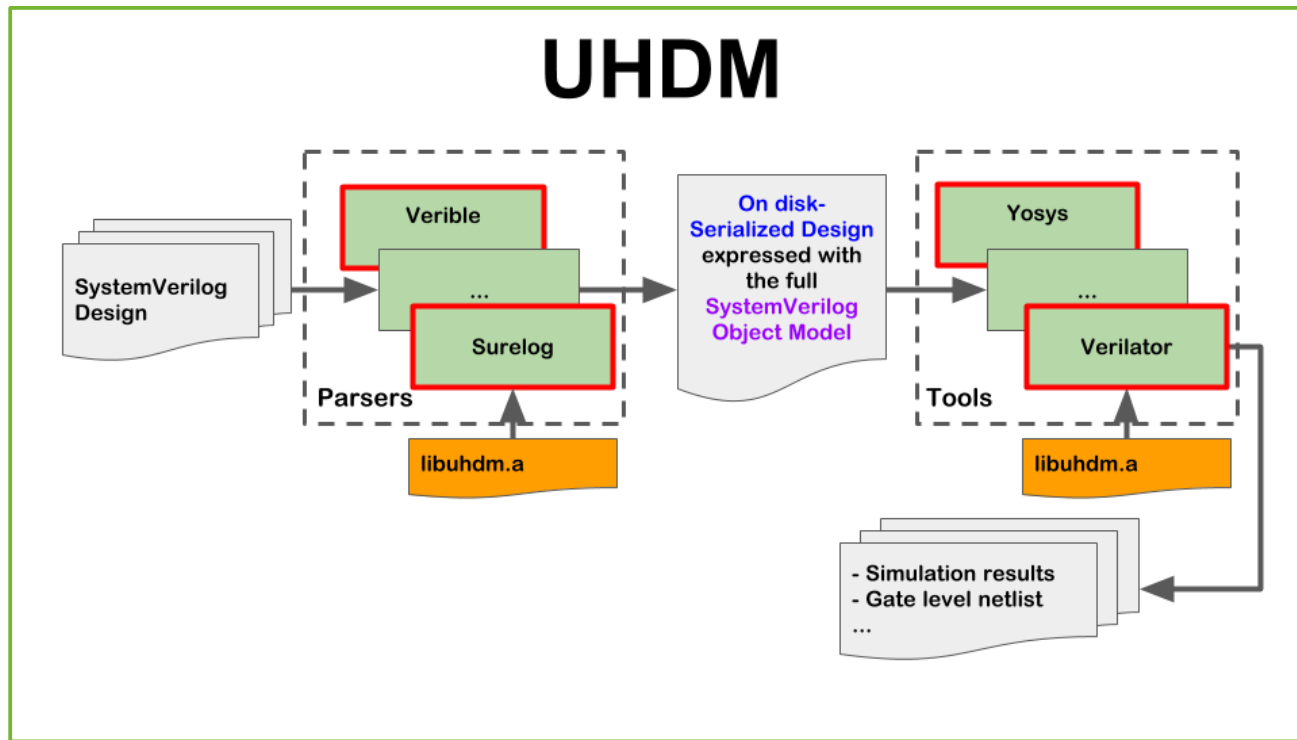 UHDM
SystemVerilog
Design
Verible
...
Surelog
Parsers
libuhdm.a
On disk-
Serialized Design
expressed with
the full
SystemVerilog
Object Model
Yosys
...
Verilator
Tools
libuhdm.a
- Simulation results
- Gate level netlist
...